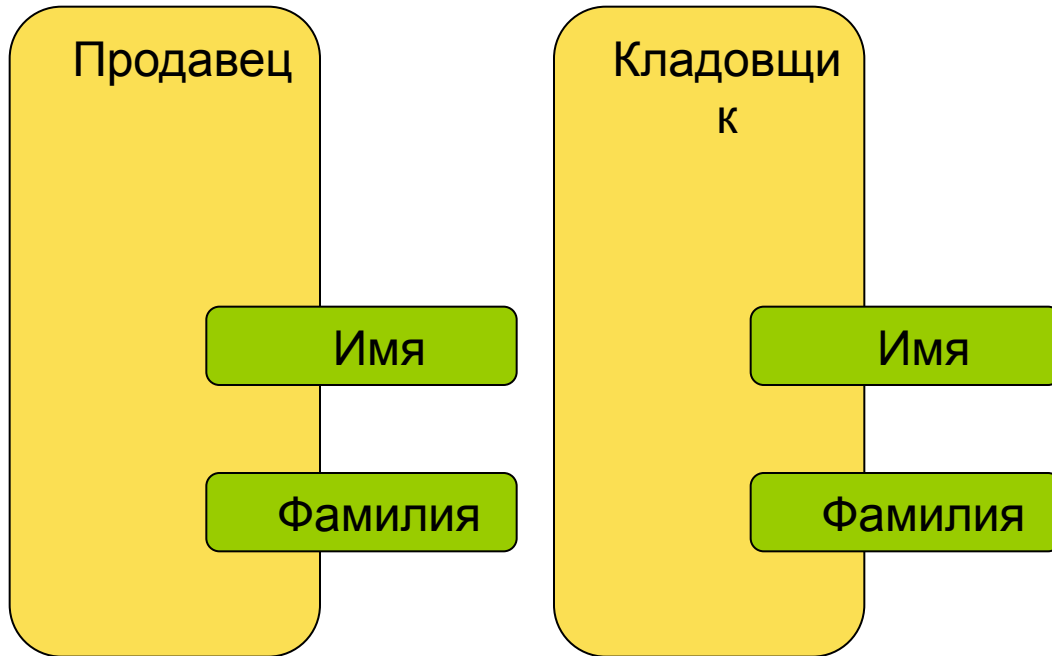 Продавец
Имя
Фамилия
Кладовщи
к
Имя
Фамилия